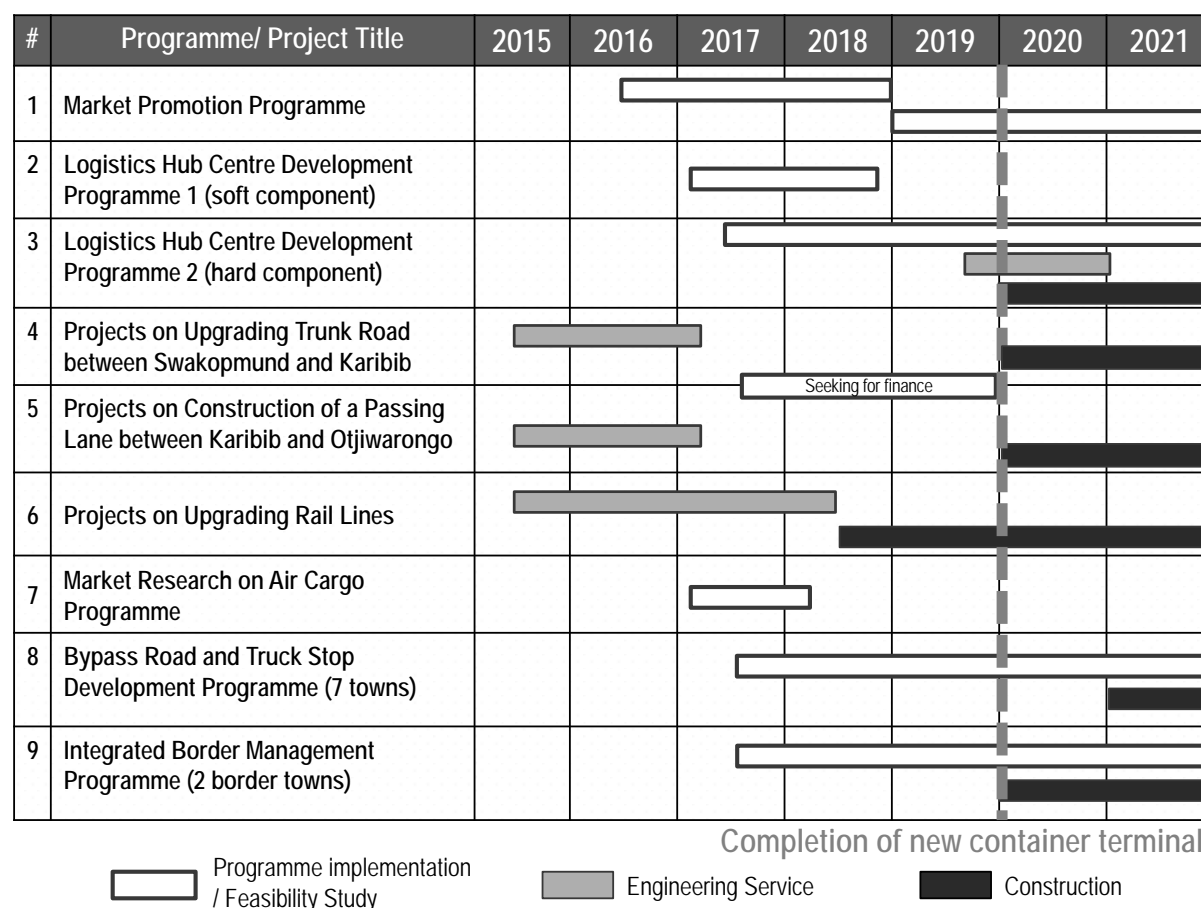 # Programme/ Project Title 2015 2016 2017 2018 2019 2020 2021
1 Market Promotion Programme
2 Logistics Hub Centre Development
Programme 1 (soft component)
3 Logistics Hub Centre Development
Programme 2 (hard component)
4 Projects on Upgrading Trunk Road
between Swakopmund and Karibib
Seeking for finance
5 Projects on Construction of a Passing
Lane between Karibib and Otjiwarongo
6 Projects on Upgrading Rail Lines
7 Market Research on Air Cargo
Programme
8 Bypass Road and Truck Stop
Development Programme (7 towns)
9 Integrated Border Management
Programme (2 border towns)
Completion of new container terminal
Programme implementation
/ Feasibility Study
Engineering Service
Construction